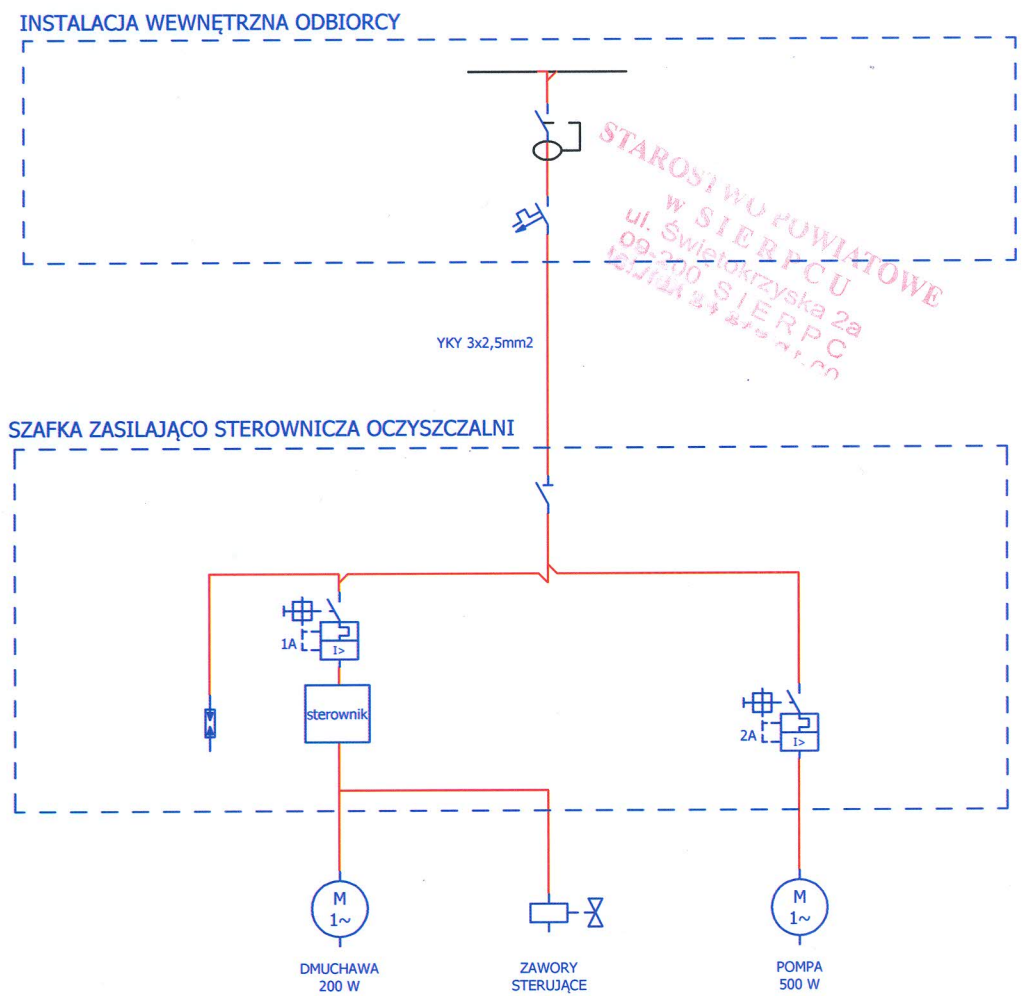 INSTALACJA WEWNĘTRZNA ODBIORCY
STAROSTWO POWIATOWE
w SIERPCU
ul. Świętokrzyska 2a
09-200 SIERPC
YKY 3x2,5mm2
SZAFKA ZASILAJĄCO STEROWNICZA OCZYSZCZALNI
1A
I>
sterownik
2A
I>
M
1~
M
1~
DMUCHAWA
200 W
ZAWORY
STERUJĄCE
POMPA
500 W